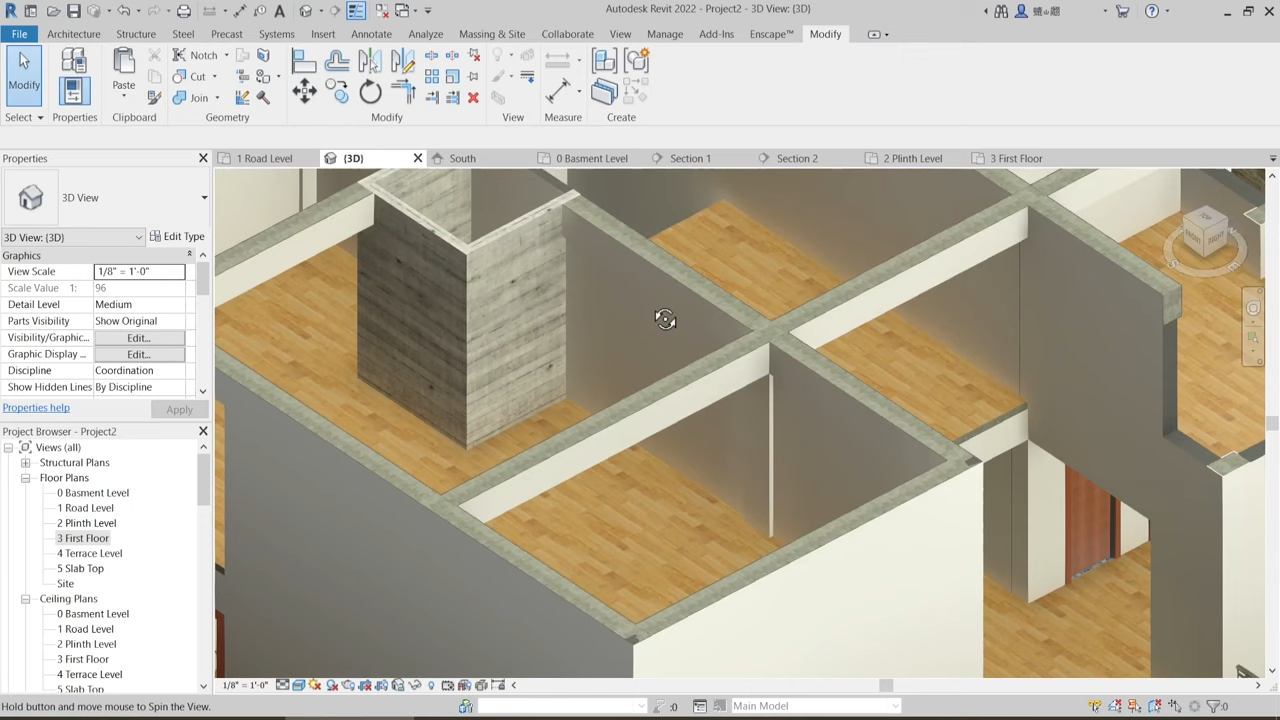 Autodesk Revit 2022 - Project2 - 3D View: {3D}
File Architecture Structure Steel Precast Systems Insert Annotate Analyze Massing & Site Collaborate View Manage Add-Ins Enscape™ Modify
Modify Paste Notch
Cut
Join
Select Properties Clipboard Geometry Modify View Measure Create
Properties
1 Road Level {3D} South 0 Basment Level Section 1 Section 2 2 Plinth Level 3 First Floor
3D View
3D View: {3D} Edit Type
Graphics
View Scale 1/8" = 1'-0"
Scale Value 1: 96
Detail Level Medium
Parts Visibility Show Original
Visibility/Graphic... Edit...
Graphic Display ... Edit...
Discipline Coordination
Show Hidden Lines By Discipline
Properties help Apply
Project Browser - Project2
Views (all)
Structural Plans
Floor Plans
0 Basment Level
1 Road Level
2 Plinth Level
3 First Floor
4 Terrace Level
5 Slab Top
Site
Ceiling Plans
0 Basment Level
1 Road Level
2 Plinth Level
3 First Floor
4 Terrace Level
5 Slab Top
TOP
FRONT RIGHT
1/8" = 1'-0"
Hold button and move mouse to Spin the View. :0 Main Model :0